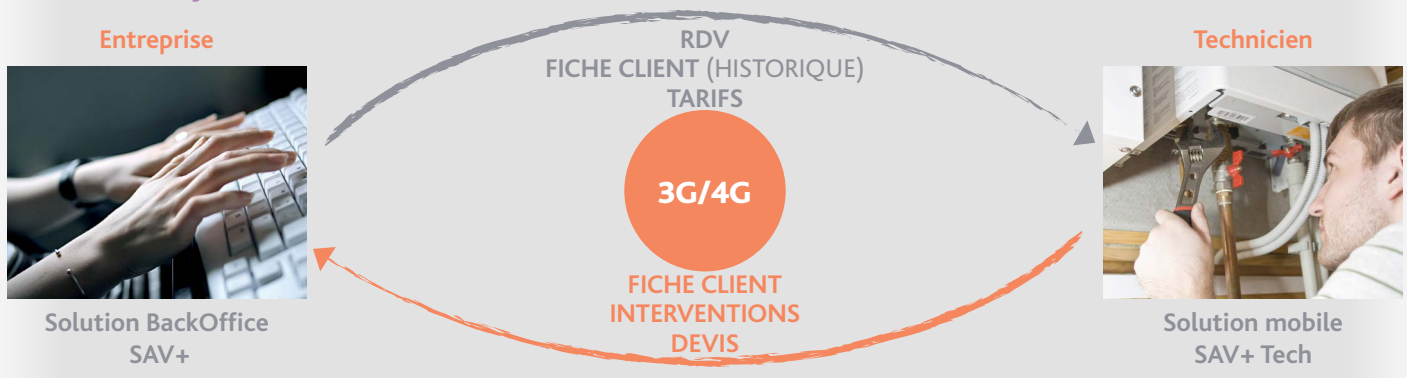 Entreprise
RDV
FICHE CLIENT (HISTORIQUE)
TARIFS
Technicien
3G/4G
FICHE CLIENT
INTERVENTIONS
DEVIS
Solution BackOffice
SAV+
Solution mobile
SAV+ Tech